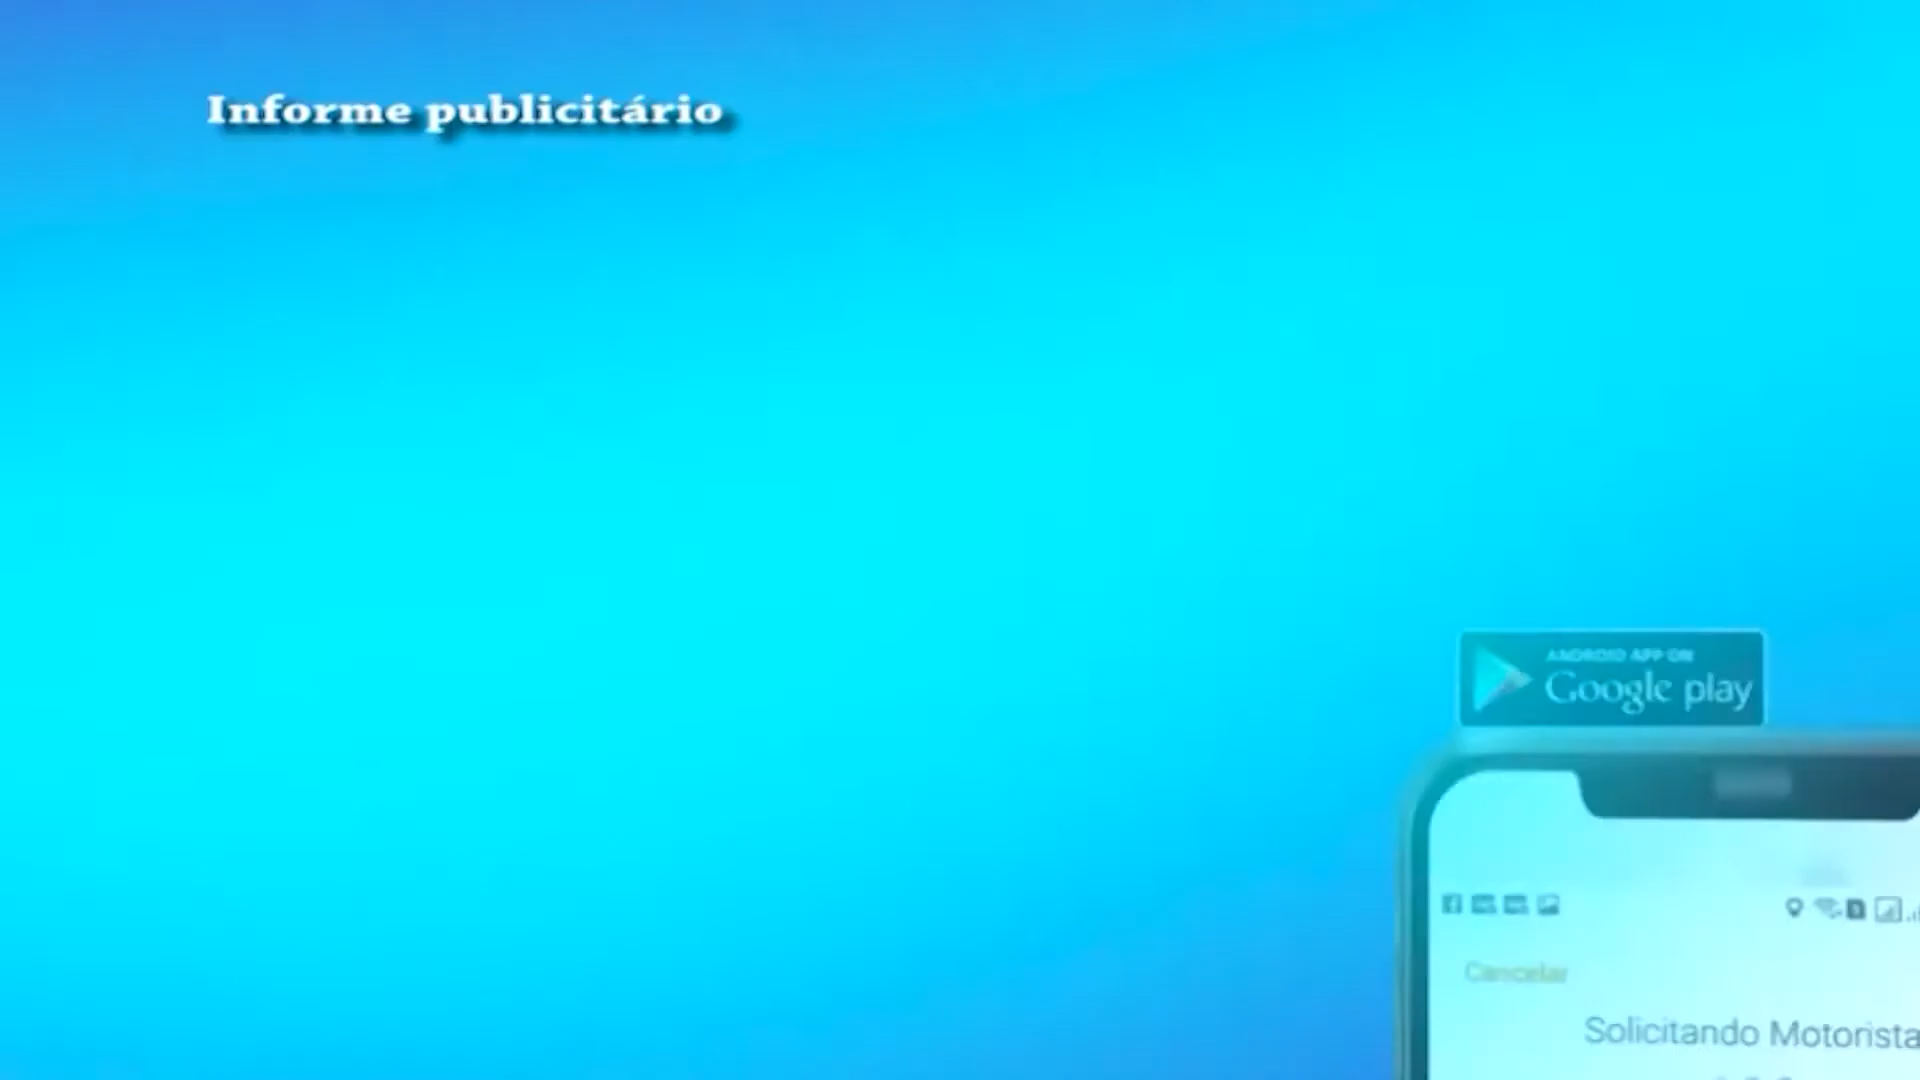 Informe publicitário
ANDROID APP ON
Google play
Cancelar
Solicitando Motorista